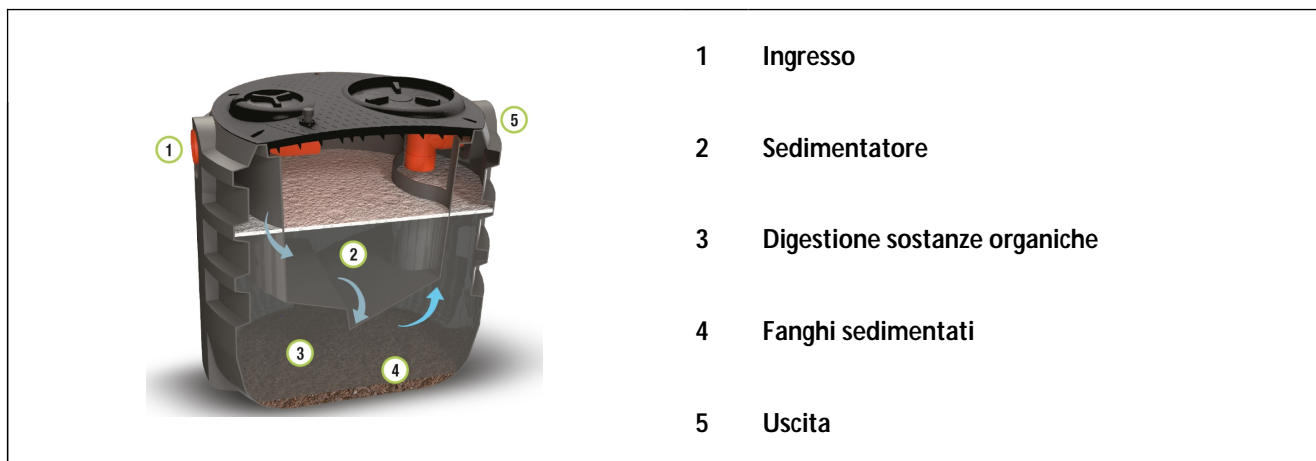 1
5
2
3
4
1 Ingresso
2 Sedimentatore
3 Digestione sostanze organiche
4 Fanghi sedimentati
5 Uscita